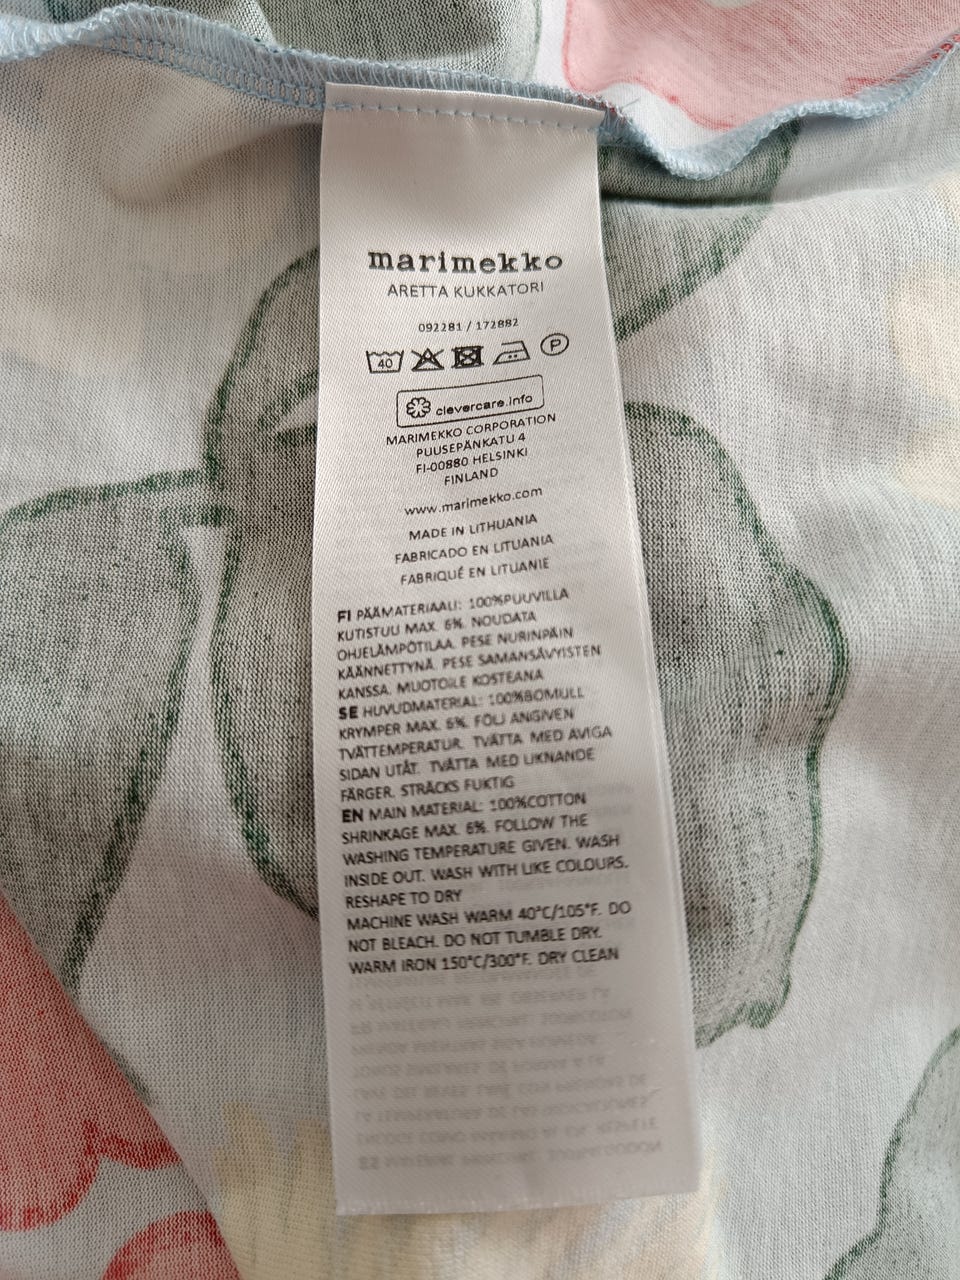 marimekko
ARETTA KUKKATORI
092281 / 172882
40 P
clevercare.info
MARIMEKKO CORPORATION
PUUSEPÄNKATU 4
FI-00880 HELSINKI
FINLAND
www.marimekko.com
MADE IN LITHUANIA
FABRICADO EN LITUANIA
FABRIQUÉ EN LITUANIE
FI PÄÄMATERIAALI: 100%PUUVILLA
KUTISTUU MAX. 6%. NOUDATA
OHJELÄMPÖTILAA. PESE NURINPÄIN
KÄÄNNETTYNÄ. PESE SAMANSÄVYISTEN
KANSSA. MUOTOILE KOSTEANA
SE HUVUDMATERIAL: 100%BOMULL
KRYMPER MAX. 6%. FÖLJ ANGIVEN
TVÄTTEMPERATUR. TVÄTTA MED AVIGA
SIDAN UTÅT. TVÄTTA MED LIKNANDE
FÄRGER. STRÄCKS FUKTIG
EN MAIN MATERIAL: 100%COTTON
SHRINKAGE MAX. 6%. FOLLOW THE
WASHING TEMPERATURE GIVEN. WASH
INSIDE OUT. WASH WITH LIKE COLOURS.
RESHAPE TO DRY
MACHINE WASH WARM 40°C/105°F. DO
NOT BLEACH. DO NOT TUMBLE DRY.
WARM IRON 150°C/300°F. DRY CLEAN